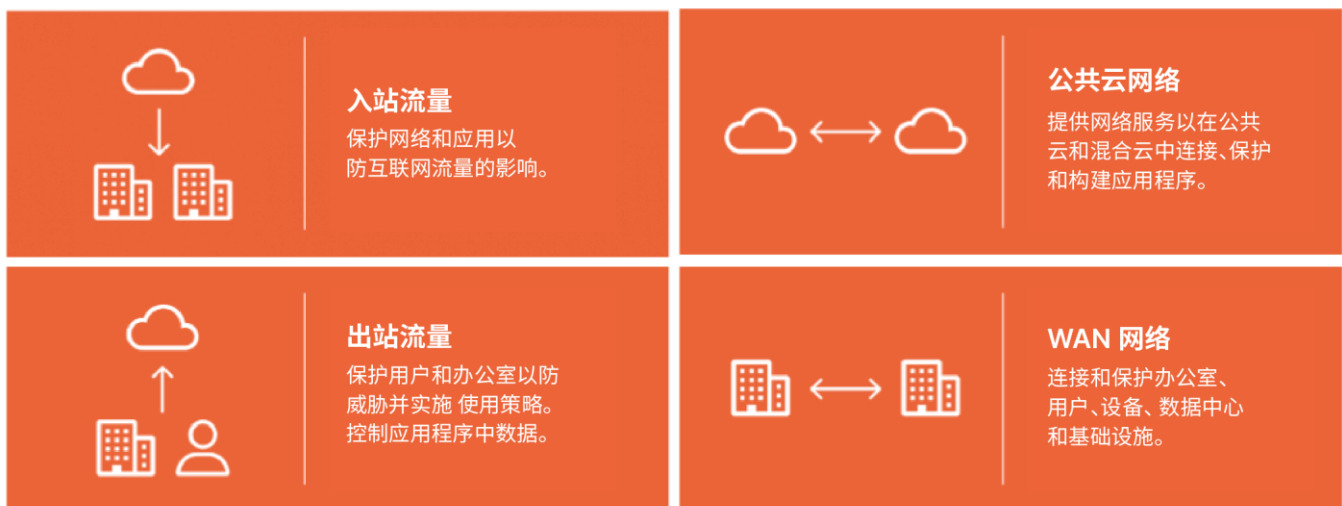 入站流量
保护网络和应用以
防互联网流量的影响。
公共云网络
提供网络服务以在公共
云和混合云中连接、保护
和构建应用程序。
出站流量
保护用户和办公室以防
威胁并实施 使用策略。
控制应用程序中数据。
WAN 网络
连接和保护办公室、
用户、设备、数据中心
和基础设施。